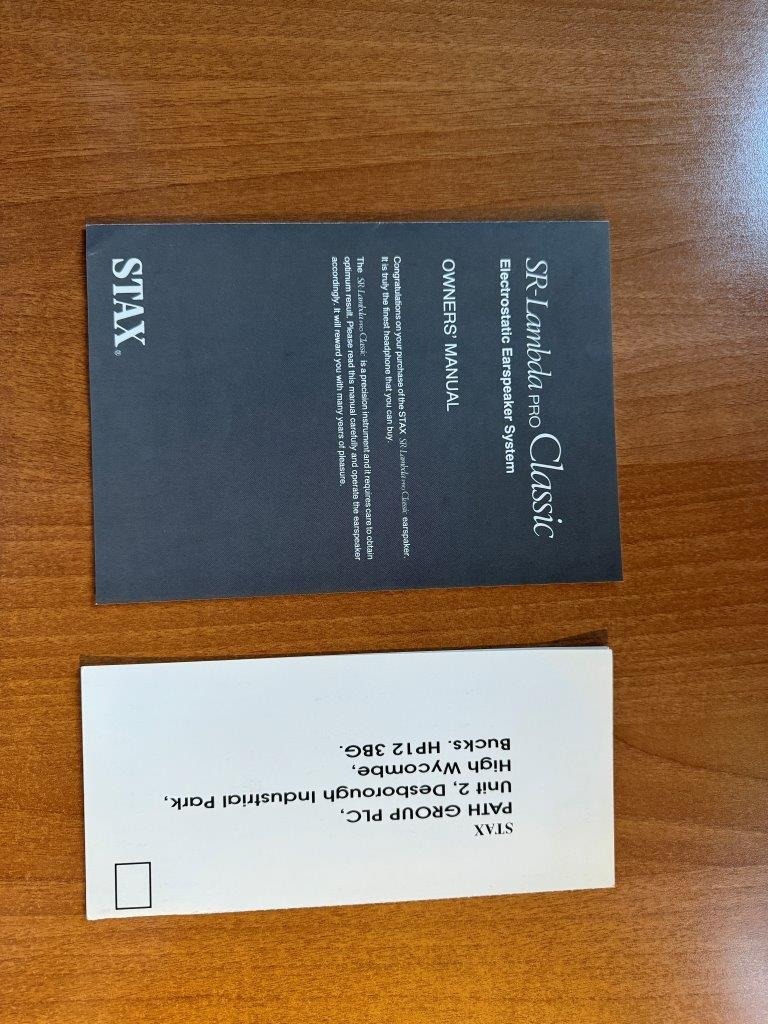 SR-Lambda PRO Classic
Electrostatic Earspeaker System
OWNERS' MANUAL
Congratulations on your purchase of the STAX SR-Lambda PRO Classic earspaker.
It is truly the finest headphone that you can buy.
The SR-Lambda PRO Classic is a precision instrument and it requires care to obtain
optimum result. Please read this manual carefully and operate the earspeaker
accordingly. It will reward you with many years of pleasure.
STAX®
STAX
PATH GROUP PLC,
Unit 2, Desborough Industrial Park,
High Wycombe,
Bucks. HP12 3BG.